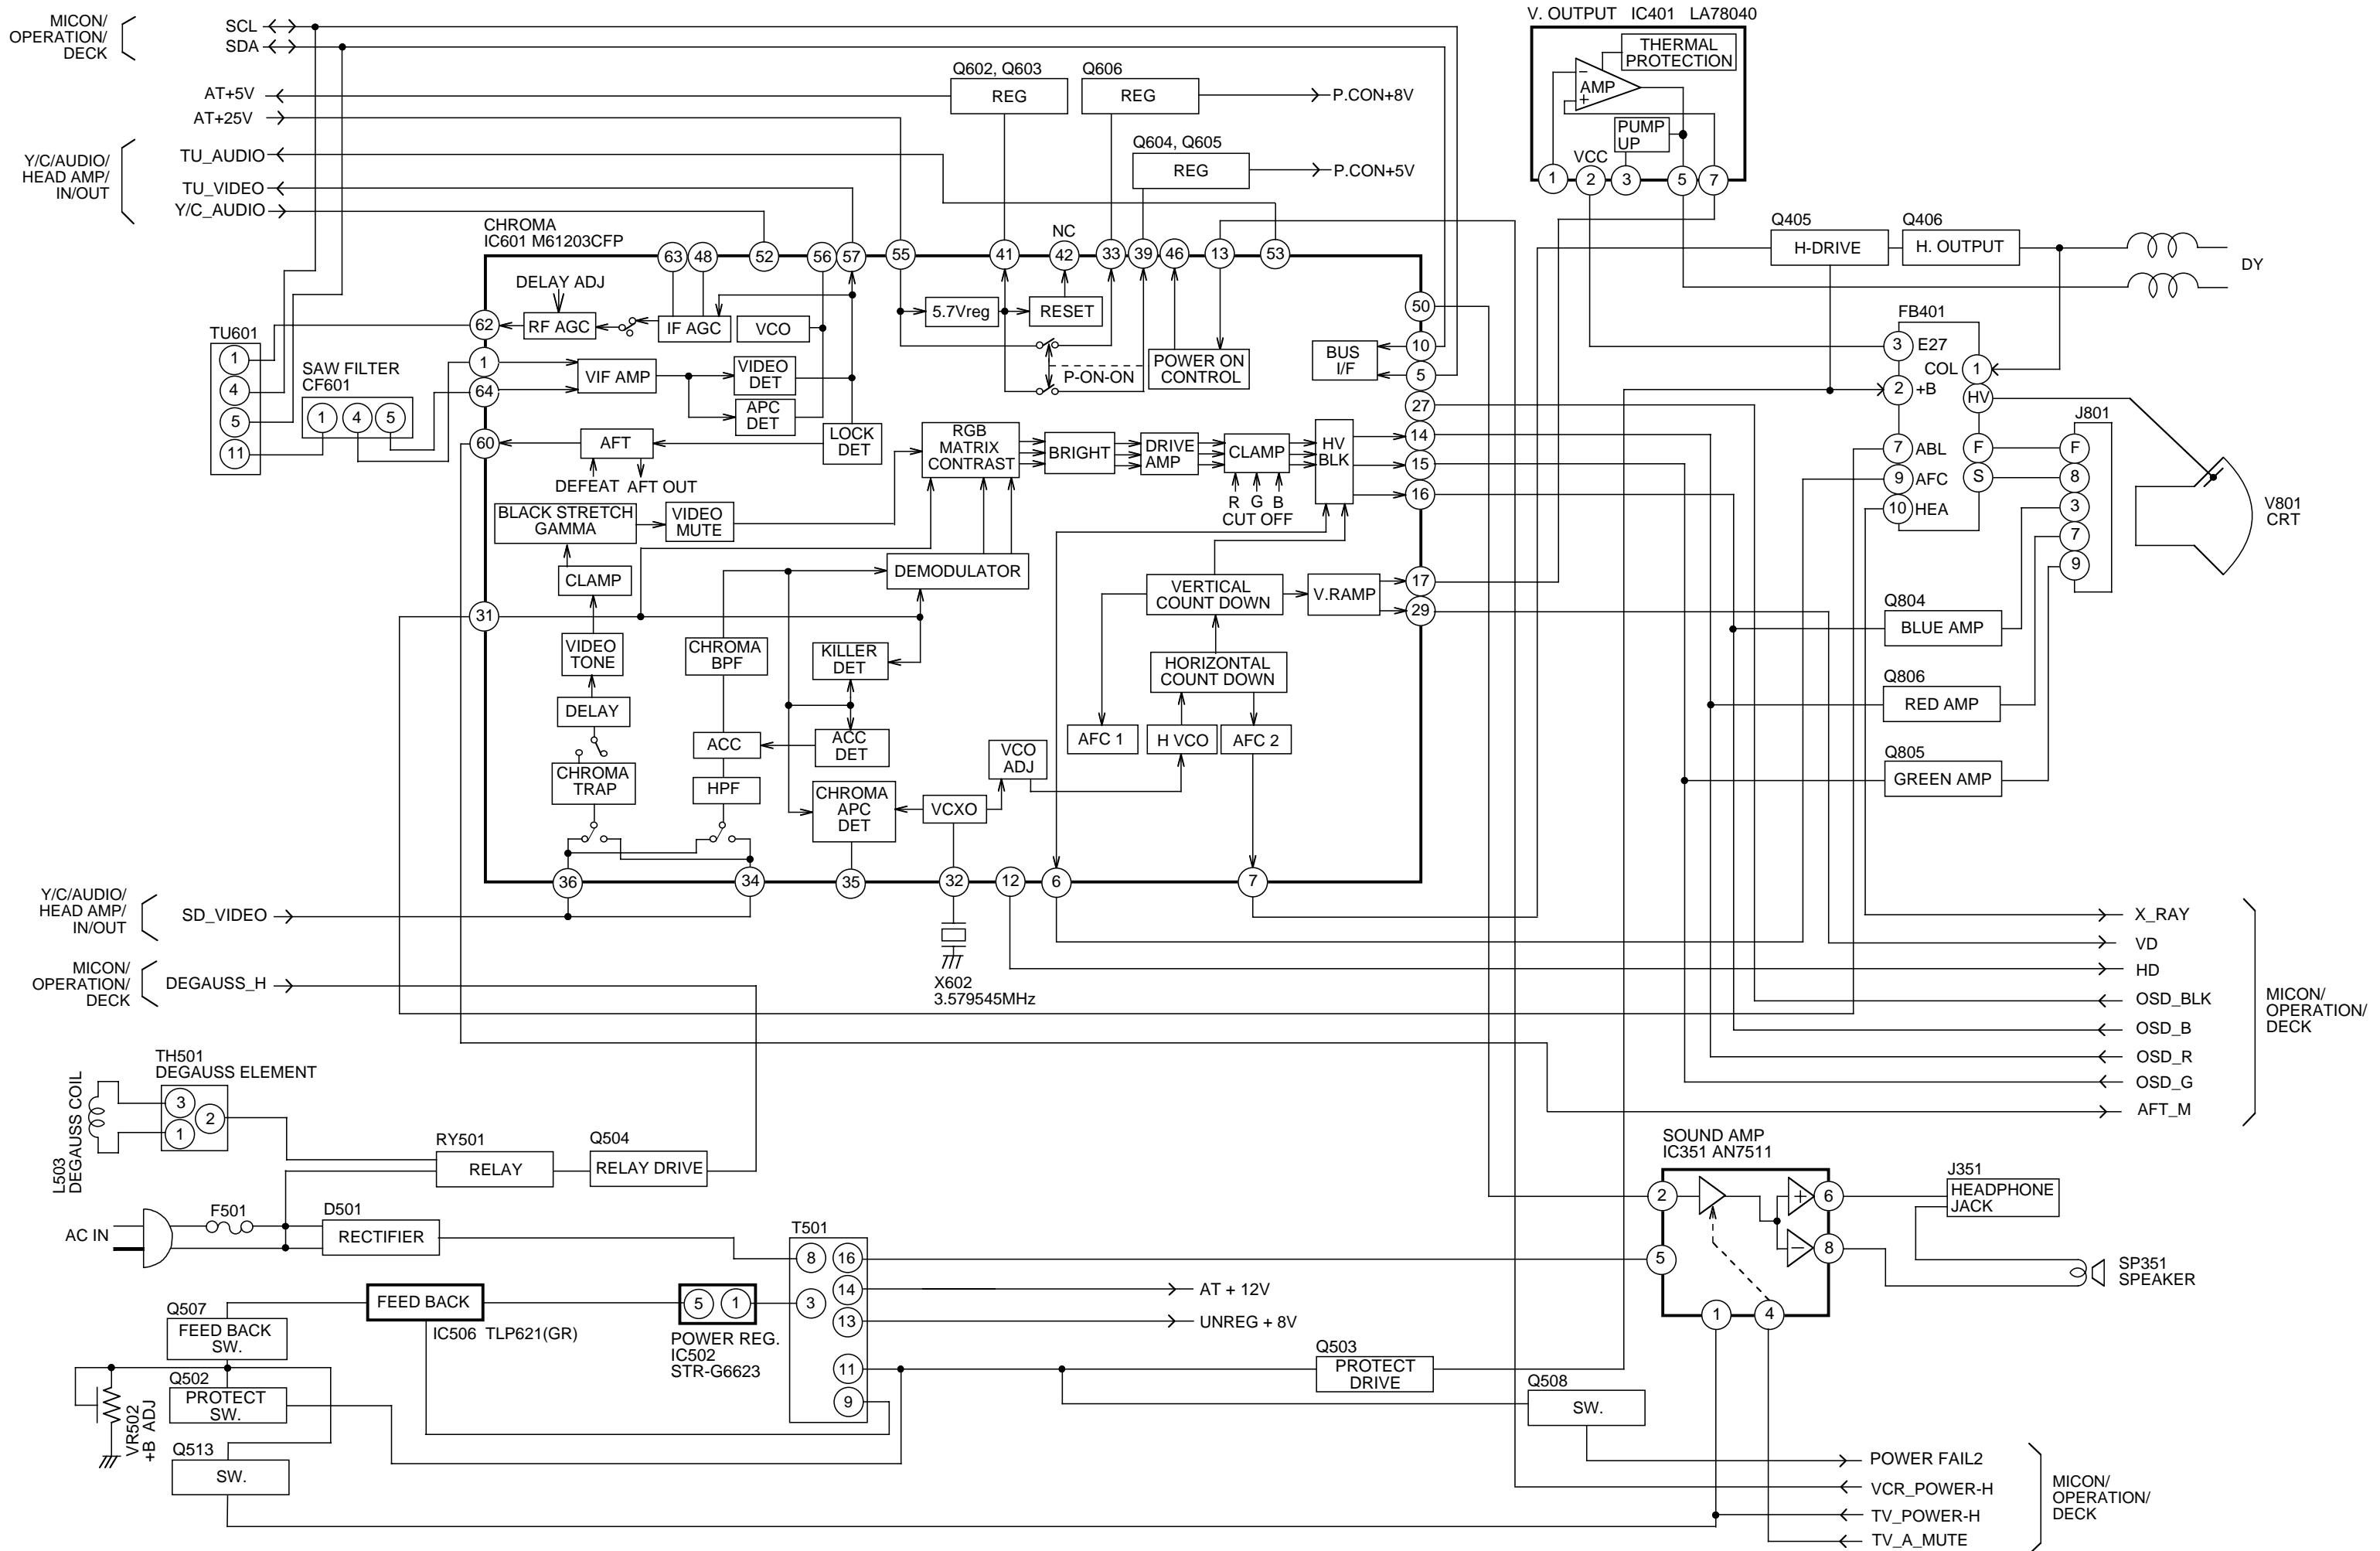 MICON/
OPERATION/
DECK
SCL
SDA
AT+5V
AT+25V
Y/C/AUDIO/
HEAD AMP/
IN/OUT
TU_AUDIO
TU_VIDEO
Y/C_AUDIO
Q602, Q603
REG
Q606
REG
P.CON+8V
Q604, Q605
REG
P.CON+5V
V. OUTPUT IC401 LA78040
THERMAL
PROTECTION
AMP
−
+
PUMP
UP
VCC
1 2 3 5 7
CHROMA
IC601 M61203CFP
NC
63 48 52 56 57 55 41 42 33 39 46 13 53
Q405
H-DRIVE
Q406
H. OUTPUT
DY
DELAY ADJ
62
RF AGC
IF AGC
VCO
5.7Vreg
RESET
P-ON-ON
POWER ON
CONTROL
BUS
I/F
50
10
5
27
14
15
16
17
29
TU601
1
4
5
11
SAW FILTER
CF601
1 4 5
1
64
60
31
VIF AMP
VIDEO
DET
APC
DET
LOCK
DET
AFT
DEFEAT AFT OUT
BLACK STRETCH
GAMMA
VIDEO
MUTE
RGB
MATRIX
CONTRAST
BRIGHT
DRIVE
AMP
CLAMP
HV
BLK
R G B
CUT OFF
CLAMP
DEMODULATOR
VERTICAL
COUNT DOWN
V.RAMP
VIDEO
TONE
CHROMA
BPF
KILLER
DET
HORIZONTAL
COUNT DOWN
DELAY
ACC
ACC
DET
AFC 1
H VCO
AFC 2
VCO
ADJ
CHROMA
TRAP
HPF
CHROMA
APC
DET
VCXO
36 34 35 32 12 6 7
X602
3.579545MHz
FB401
3 E27
COL 1
2 +B
HV
7 ABL
F
9 AFC
S
10 HEA
J801
F
8
3
7
9
V801
CRT
Q804
BLUE AMP
Q806
RED AMP
Q805
GREEN AMP
Y/C/AUDIO/
HEAD AMP/
IN/OUT
SD_VIDEO
MICON/
OPERATION/
DECK
DEGAUSS_H
X_RAY
VD
HD
OSD_BLK
OSD_B
OSD_R
OSD_G
AFT_M
MICON/
OPERATION/
DECK
TH501
DEGAUSS ELEMENT
L503
DEGAUSS COIL
3
2
1
RY501
RELAY
Q504
RELAY DRIVE
AC IN
F501
D501
RECTIFIER
T501
8 16
14
3
13
11
9
AT + 12V
UNREG + 8V
FEED BACK
IC506 TLP621(GR)
5 1
POWER REG.
IC502
STR-G6623
Q507
FEED BACK
SW.
Q502
PROTECT
SW.
VR502
+B ADJ
Q513
SW.
Q503
PROTECT
DRIVE
Q508
SW.
SOUND AMP
IC351 AN7511
2
5
6
8
1
4
+
−
J351
HEADPHONE
JACK
SP351
SPEAKER
POWER FAIL2
VCR_POWER-H
TV_POWER-H
TV_A_MUTE
MICON/
OPERATION/
DECK